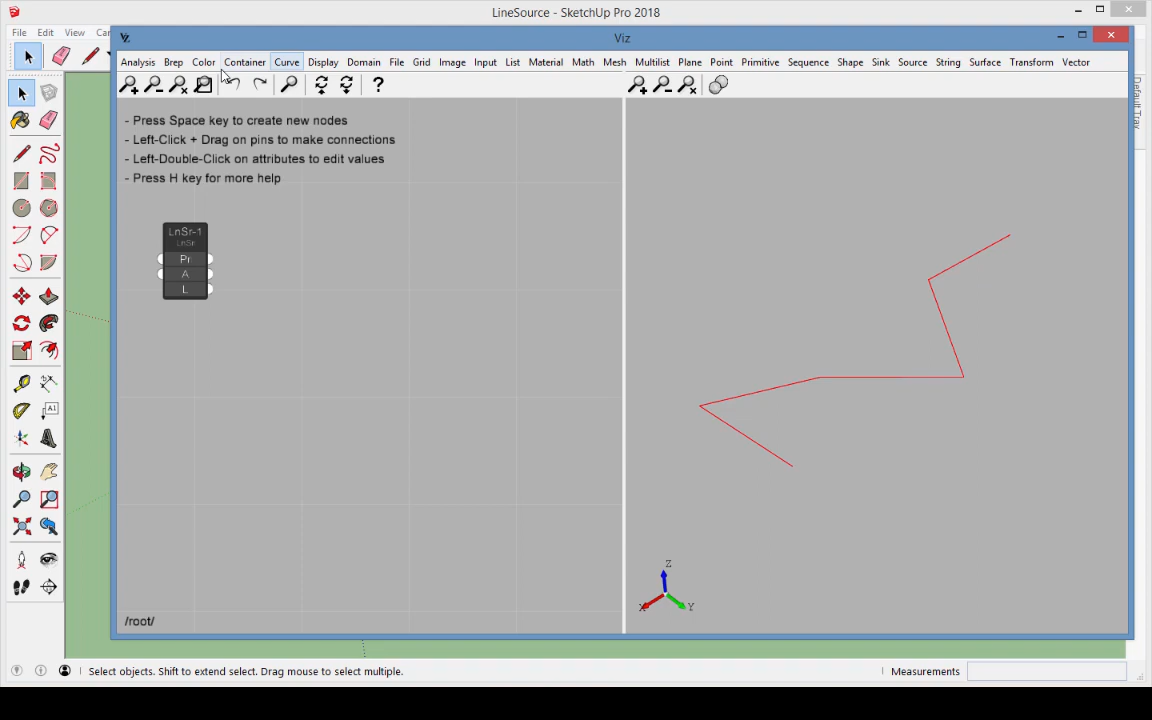 LineSource - SketchUp Pro 2018
File Edit View
Viz
Analysis Brep Color Container Curve Display Domain File Grid Image Input List Material Math Mesh Multilist Plane Point Primitive Sequence Shape Sink Source String Surface Transform Vector
- Press Space key to create new nodes
- Left-Click + Drag on pins to make connections
- Left-Double-Click on attributes to edit values
- Press H key for more help
LnSr-1
LnSr
Pr
A
L
/root/
Z
X
Y
A1
Default Tray
Select objects. Shift to extend select. Drag mouse to select multiple.
Measurements